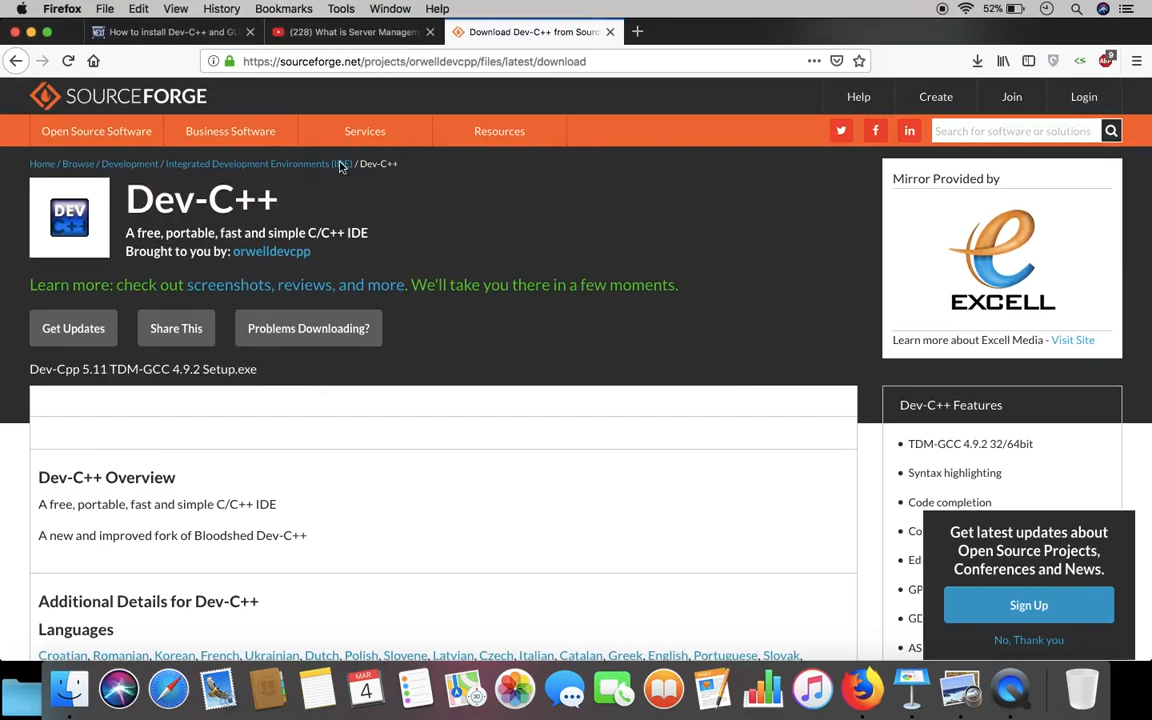 Firefox File Edit View History Bookmarks Tools Window Help 52%
NEXT How to install Dev-C++ and GL
(228) What is Server Managem
Download Dev-C++ from Sourc
https://sourceforge.net/projects/orwelldevcpp/files/latest/download
9
SOURCEFORGE
Help Create Join Login
Open Source Software Business Software Services Resources
Search for software or solutions
Home / Browse / Development / Integrated Development Environments (IDE) / Dev-C++
DEV
C++
Dev-C++
A free, portable, fast and simple C/C++ IDE
Brought to you by: orwelldevcpp
Learn more: check out screenshots, reviews, and more. We'll take you there in a few moments.
Get Updates Share This Problems Downloading?
Dev-Cpp 5.11 TDM-GCC 4.9.2 Setup.exe
Mirror Provided by
EXCELL
Learn more about Excell Media - Visit Site
Dev-C++ Overview
A free, portable, fast and simple C/C++ IDE
A new and improved fork of Bloodshed Dev-C++
Additional Details for Dev-C++
Languages
Croatian, Romanian, Korean, French, Ukrainian, Dutch, Polish, Slovene, Latvian, Czech, Italian, Catalan, Greek, English, Portuguese, Slovak,
Dev-C++ Features
TDM-GCC 4.9.2 32/64bit
Syntax highlighting
Code completion
Co
Ed
GP
GD
AS
Get latest updates about
Open Source Projects,
Conferences and News.
Sign Up
No, Thank you
MAR
4